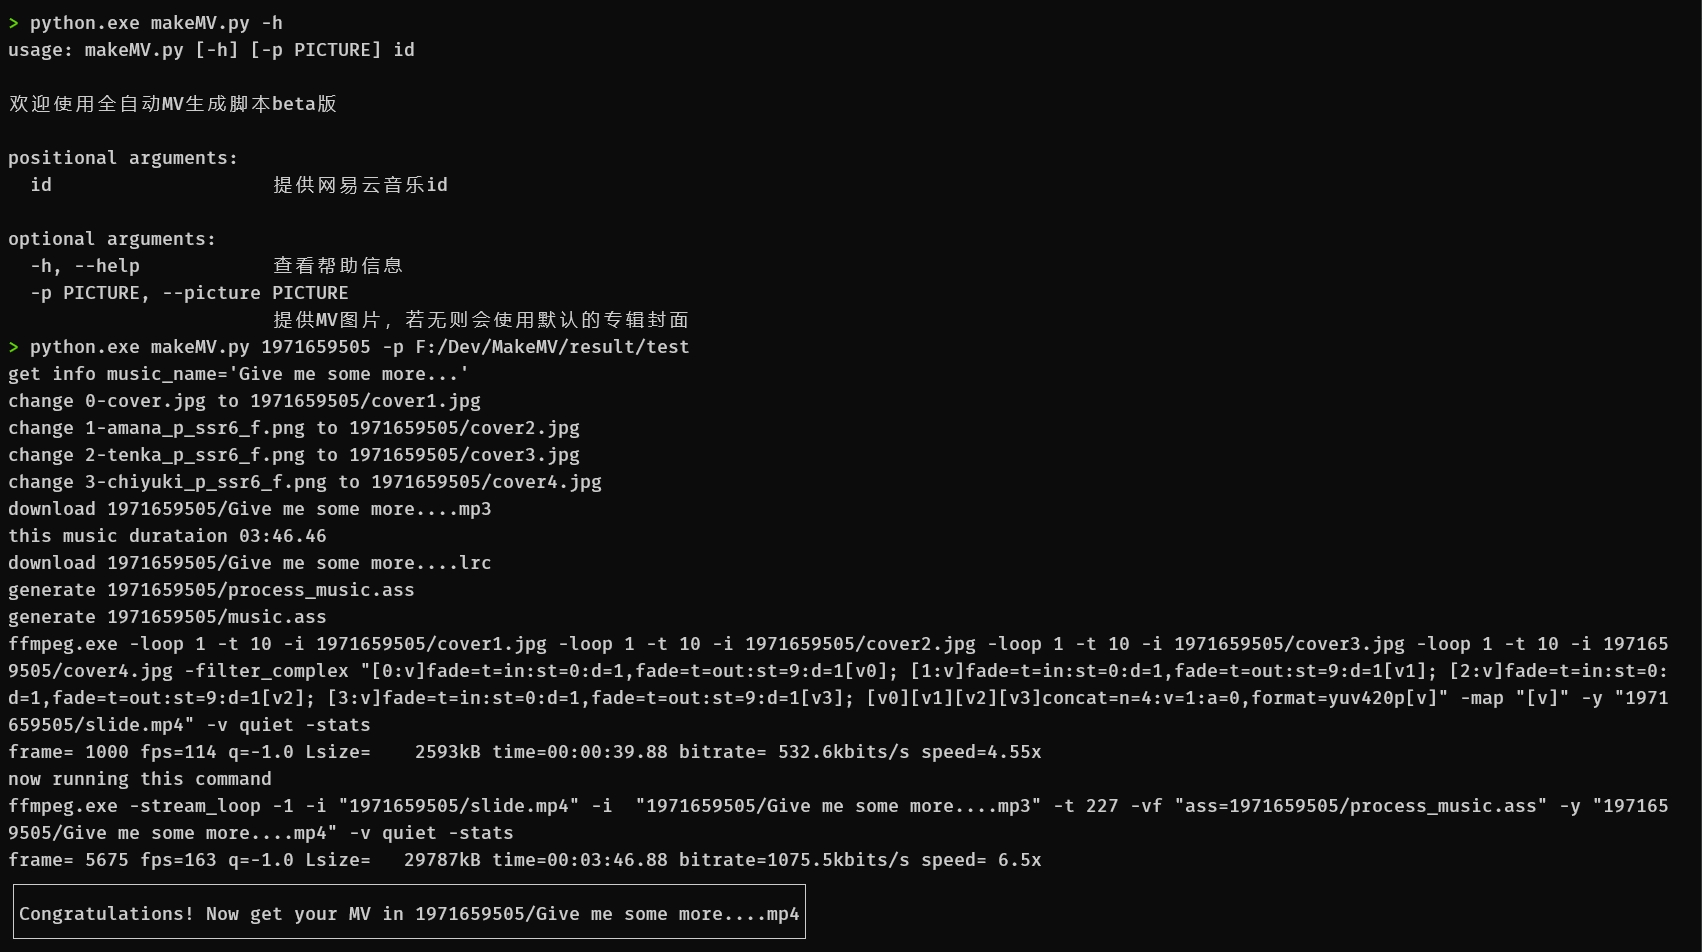 > python.exe makeMV.py -h
usage: makeMV.py [-h] [-p PICTURE] id
欢迎使用全自动MV生成脚本beta版
positional arguments:
  id                    提供网易云音乐id
optional arguments:
  -h, --help            查看帮助信息
  -p PICTURE, --picture PICTURE
                        提供MV图片，若无则会使用默认的专辑封面
> python.exe makeMV.py 1971659505 -p F:/Dev/MakeMV/result/test
get info music_name='Give me some more...'
change 0-cover.jpg to 1971659505/cover1.jpg
change 1-amana_p_ssr6_f.png to 1971659505/cover2.jpg
change 2-tenka_p_ssr6_f.png to 1971659505/cover3.jpg
change 3-chiyuki_p_ssr6_f.png to 1971659505/cover4.jpg
download 1971659505/Give me some more....mp3
this music durataion 03:46.46
download 1971659505/Give me some more....lrc
generate 1971659505/process_music.ass
generate 1971659505/music.ass
ffmpeg.exe -loop 1 -t 10 -i 1971659505/cover1.jpg -loop 1 -t 10 -i 1971659505/cover2.jpg -loop 1 -t 10 -i 1971659505/cover3.jpg -loop 1 -t 10 -i 197165
9505/cover4.jpg -filter_complex "[0:v]fade=t=in:st=0:d=1,fade=t=out:st=9:d=1[v0]; [1:v]fade=t=in:st=0:d=1,fade=t=out:st=9:d=1[v1]; [2:v]fade=t=in:st=0:
d=1,fade=t=out:st=9:d=1[v2]; [3:v]fade=t=in:st=0:d=1,fade=t=out:st=9:d=1[v3]; [v0][v1][v2][v3]concat=n=4:v=1:a=0,format=yuv420p[v]" -map "[v]" -y "1971
659505/slide.mp4" -v quiet -stats
frame= 1000 fps=114 q=-1.0 Lsize=    2593kB time=00:00:39.88 bitrate= 532.6kbits/s speed=4.55x
now running this command
ffmpeg.exe -stream_loop -1 -i "1971659505/slide.mp4" -i  "1971659505/Give me some more....mp3" -t 227 -vf "ass=1971659505/process_music.ass" -y "197165
9505/Give me some more....mp4" -v quiet -stats
frame= 5675 fps=163 q=-1.0 Lsize=   29787kB time=00:03:46.88 bitrate=1075.5kbits/s speed= 6.5x
Congratulations! Now get your MV in 1971659505/Give me some more....mp4